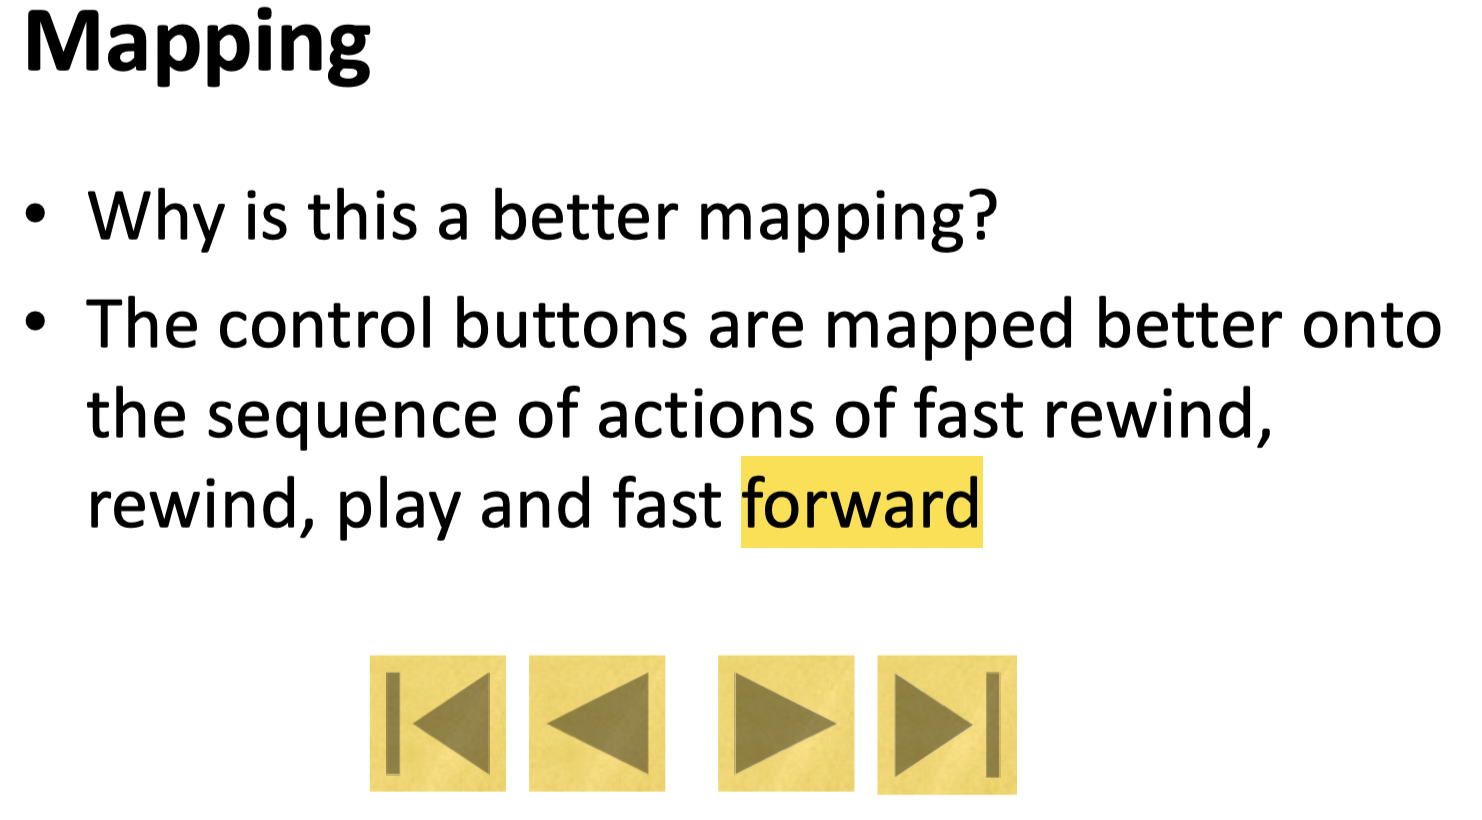 Mapping
• Why is this a better mapping?
• The control buttons are mapped better onto
the sequence of actions of fast rewind,
rewind, play and fast forward